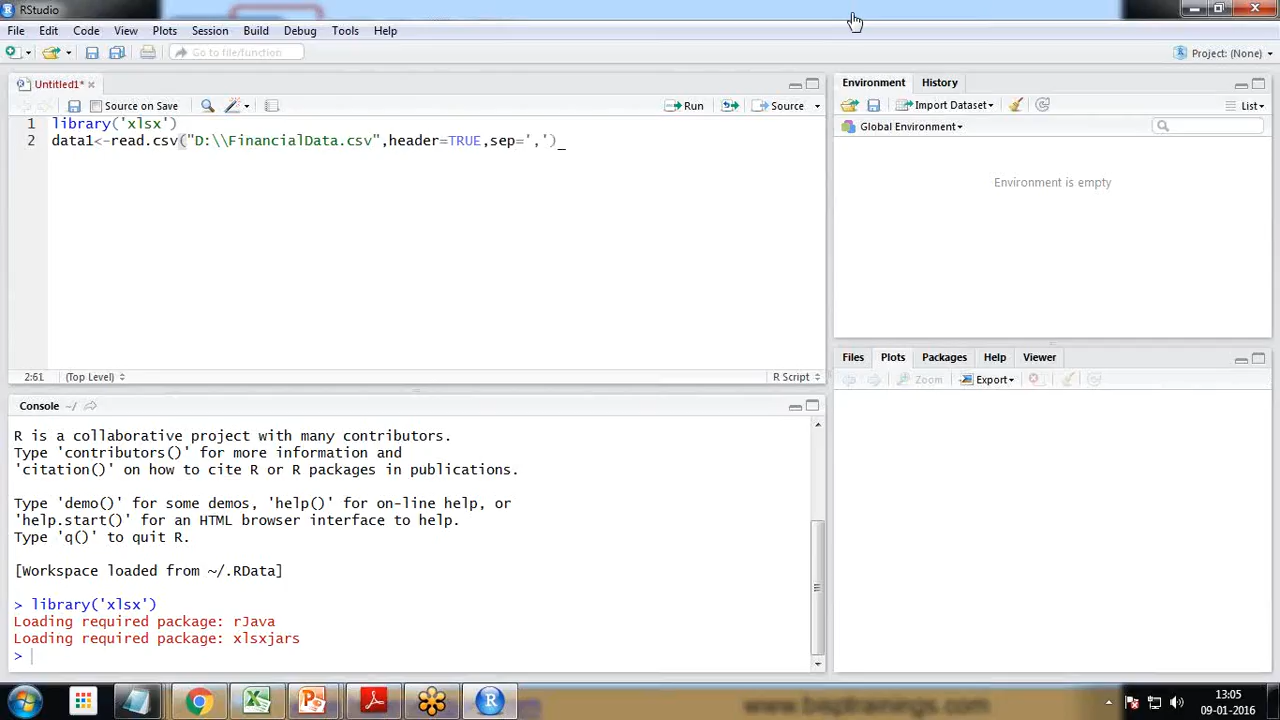 RStudio
File Edit Code View Plots Session Build Debug Tools Help
Go to file/function
Project: (None)
Untitled1*
Source on Save
Run
Source
1 library('xlsx')
2 data1<-read.csv("D:\\FinancialData.csv",header=TRUE,sep=',')
2:61 (Top Level) R Script
Console ~/
R is a collaborative project with many contributors.
Type 'contributors()' for more information and
'citation()' on how to cite R or R packages in publications.
Type 'demo()' for some demos, 'help()' for on-line help, or
'help.start()' for an HTML browser interface to help.
Type 'q()' to quit R.
[Workspace loaded from ~/.RData]
> library('xlsx')
Loading required package: rJava
Loading required package: xlsxjars
>
Environment History
Import Dataset List
Global Environment
Environment is empty
Files Plots Packages Help Viewer
Zoom Export
13:05
09-01-2016